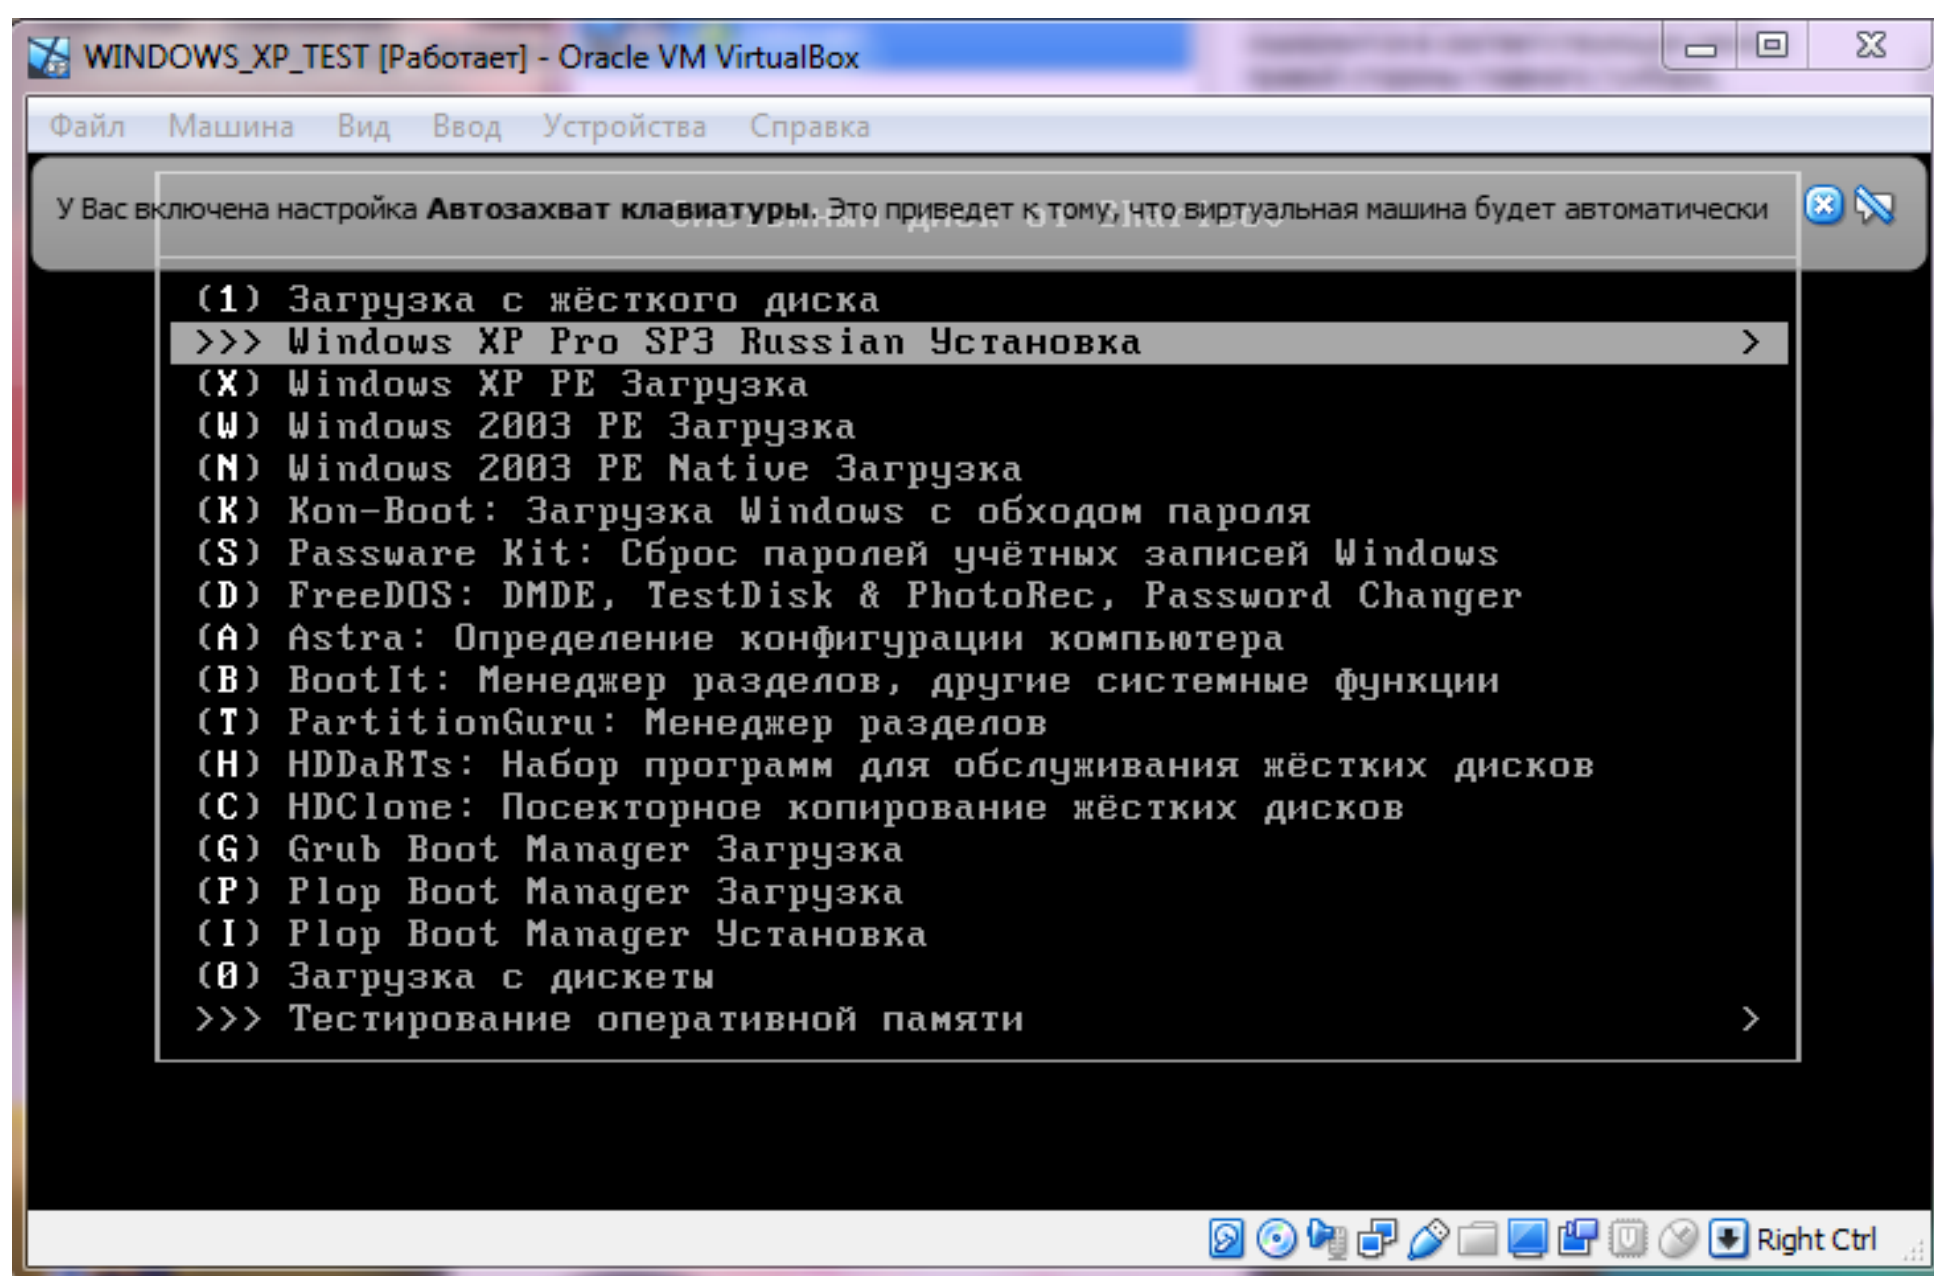 WINDOWS_XP_TEST [Работает] - Oracle VM VirtualBox
Файл Машина Вид Ввод Устройства Справка
У Вас включена настройка Автозахват клавиатуры. Это приведет к тому, что виртуальная машина будет автоматически
Системный диск от
(1) Загрузка с жёсткого диска
>>> Windows XP Pro SP3 Russian Установка >
(X) Windows XP PE Загрузка
(W) Windows 2003 PE Загрузка
(N) Windows 2003 PE Native Загрузка
(K) Kon-Boot: Загрузка Windows с обходом пароля
(S) Passware Kit: Сброс паролей учётных записей Windows
(D) FreeDOS: DMDE, TestDisk & PhotoRec, Password Changer
(A) Astra: Определение конфигурации компьютера
(B) BootIt: Менеджер разделов, другие системные функции
(T) PartitionGuru: Менеджер разделов
(H) HDDaRTs: Набор программ для обслуживания жёстких дисков
(C) HDClone: Посекторное копирование жёстких дисков
(G) Grub Boot Manager Загрузка
(P) Plop Boot Manager Загрузка
(I) Plop Boot Manager Установка
(0) Загрузка с дискеты
>>> Тестирование оперативной памяти >
Right Ctrl